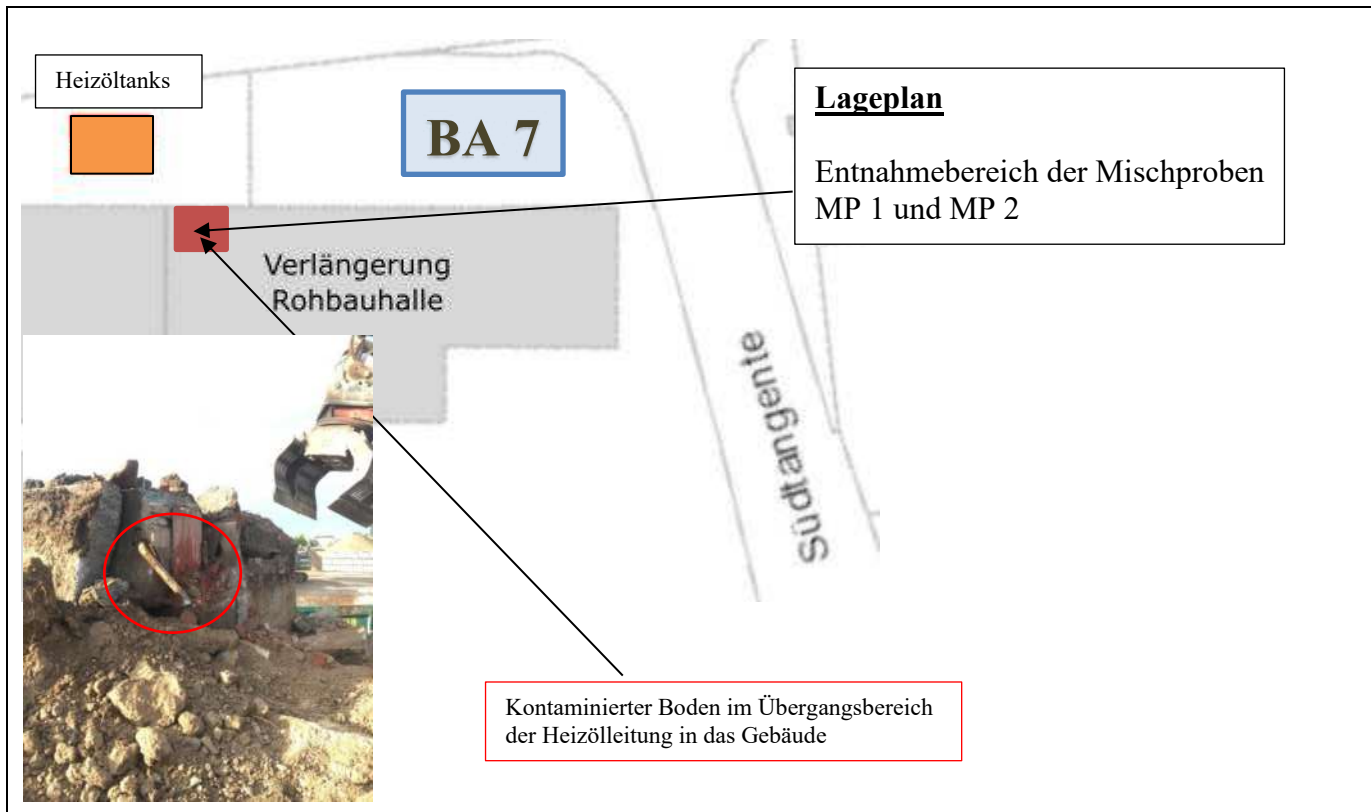 Heizöltanks
BA 7
Lageplan
Entnahmebereich der Mischproben
MP 1 und MP 2
Verlängerung
Rohbauhalle
Südtangente
Kontaminierter Boden im Übergangsbereich
der Heizölleitung in das Gebäude